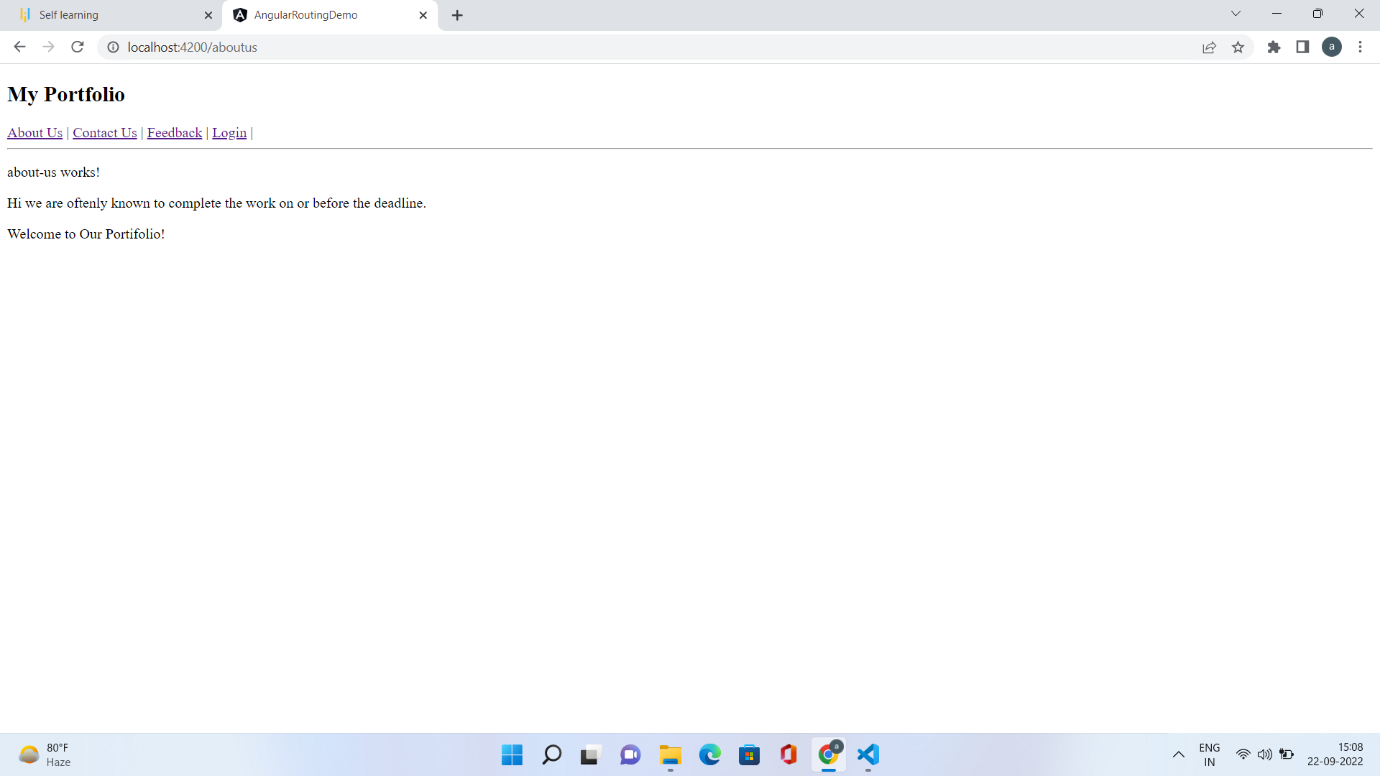 Self learning
AngularRoutingDemo
localhost:4200/aboutus
a
My Portfolio
About Us | Contact Us | Feedback | Login |
about-us works!
Hi we are oftenly known to complete the work on or before the deadline.
Welcome to Our Portifolio!
80°F
Haze
a
ENG
IN
15:08
22-09-2022